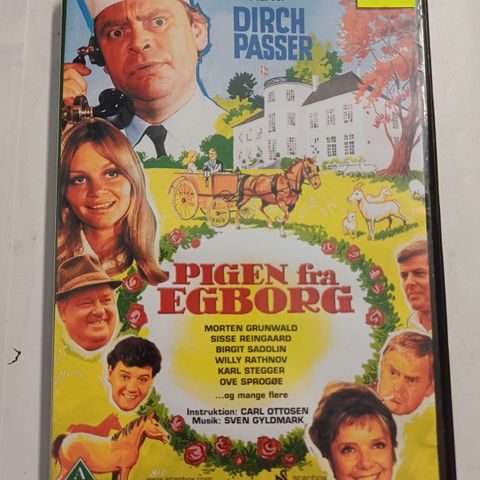 DIRCH
PASSER
PIGEN fra
EGBORG
MORTEN GRUNWALD
SISSE REINGAARD
BIRGIT SADOLIN
WILLY RATHNOV
KARL STEGGER
OVE SPROGØE
...og mange flere
Instruktion: CARL OTTOSEN
Musik: SVEN GYLDMARK
A
scanbox